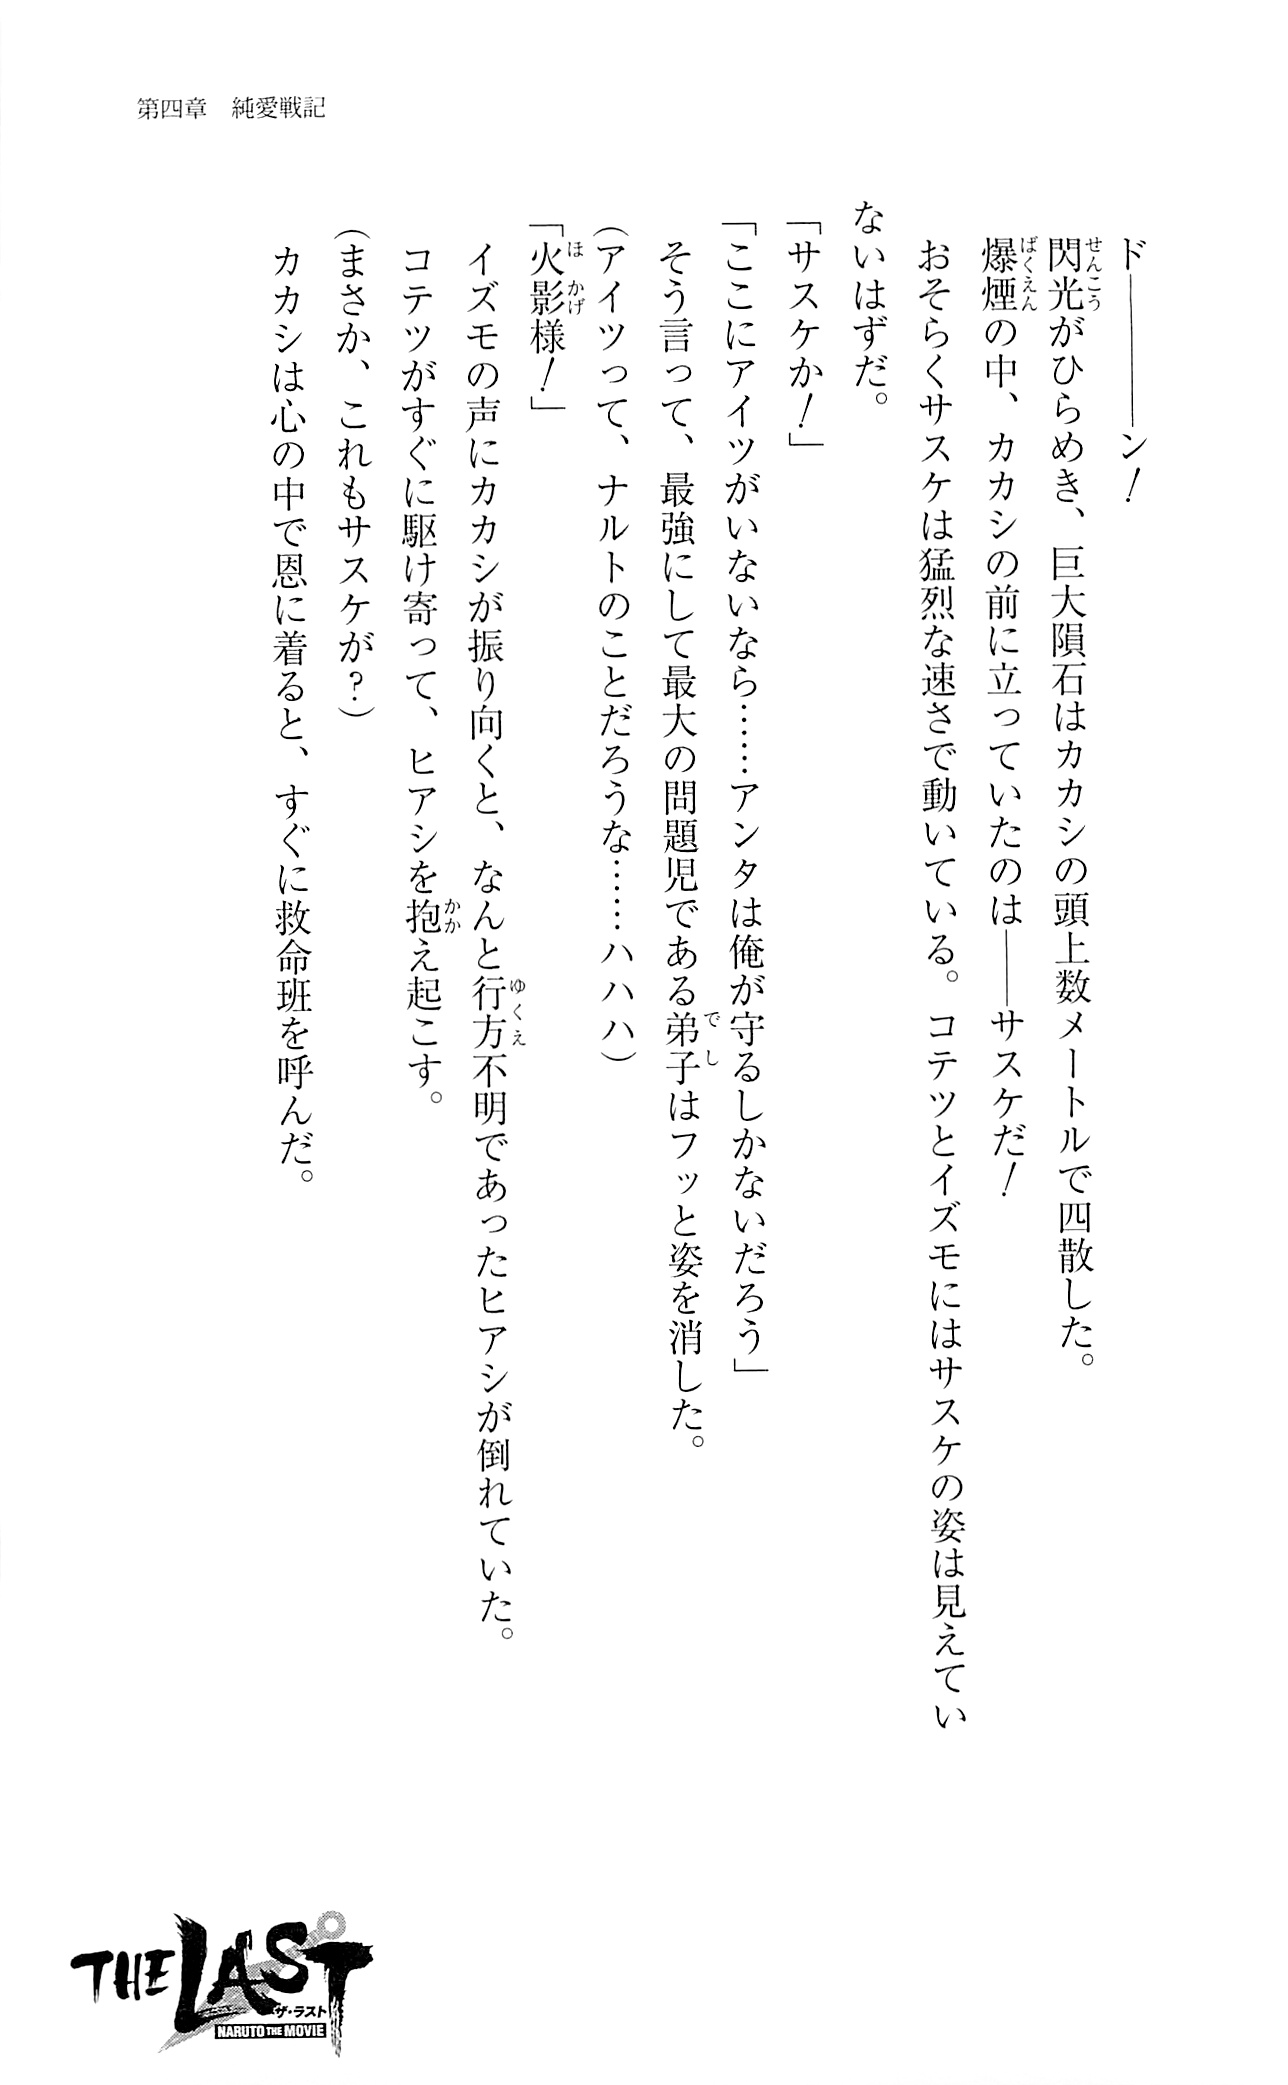 第四章　純愛戦記
ド――――ン！
閃光がひらめき、巨大隕石はカカシの頭上数メートルで四散した。
爆煙の中、カカシの前に立っていたのは――サスケだ！
おそらくサスケは猛烈な速さで動いている。コテツとイズモにはサスケの姿は見えてい
ないはずだ。
「サスケか！」
「ここにアイツがいないなら……アンタは俺が守るしかないだろう」
そう言って、最強にして最大の問題児である弟子はフッと姿を消した。
（アイツって、ナルトのことだろうな……ハハハ）
「火影様！」
イズモの声にカカシが振り向くと、なんと行方不明であったヒアシが倒れていた。
コテツがすぐに駆け寄って、ヒアシを抱え起こす。
（まさか、これもサスケが？）
カカシは心の中で恩に着ると、すぐに救命班を呼んだ。
THE LAST
ザ・ラスト
NARUTO THE MOVIE